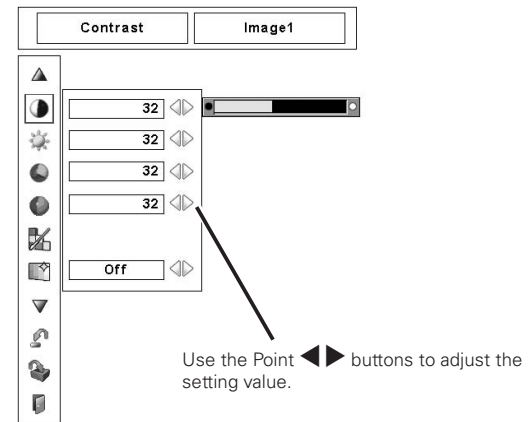 Contrast Image1
32
32
32
32
Off
Use the Point ◀▶ buttons to adjust the
setting value.